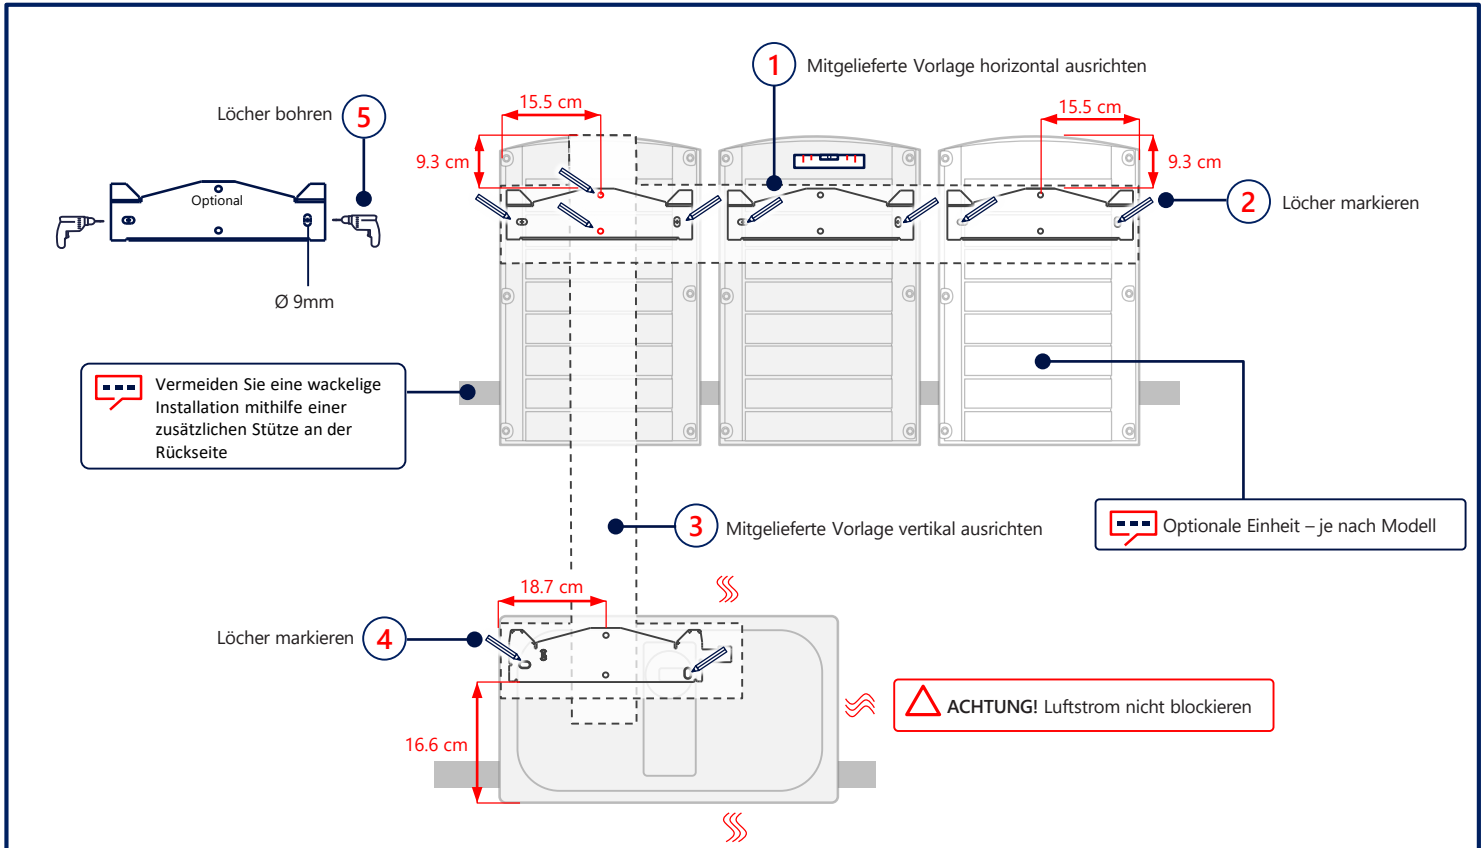 1 Mitgelieferte Vorlage horizontal ausrichten
15.5 cm
15.5 cm
Löcher bohren 5
9.3 cm
9.3 cm
Optional
2 Löcher markieren
Ø 9mm
Vermeiden Sie eine wackelige
Installation mithilfe einer
zusätzlichen Stütze an der
Rückseite
3 Mitgelieferte Vorlage vertikal ausrichten
Optionale Einheit – je nach Modell
18.7 cm
Löcher markieren 4
ACHTUNG! Luftstrom nicht blockieren
16.6 cm